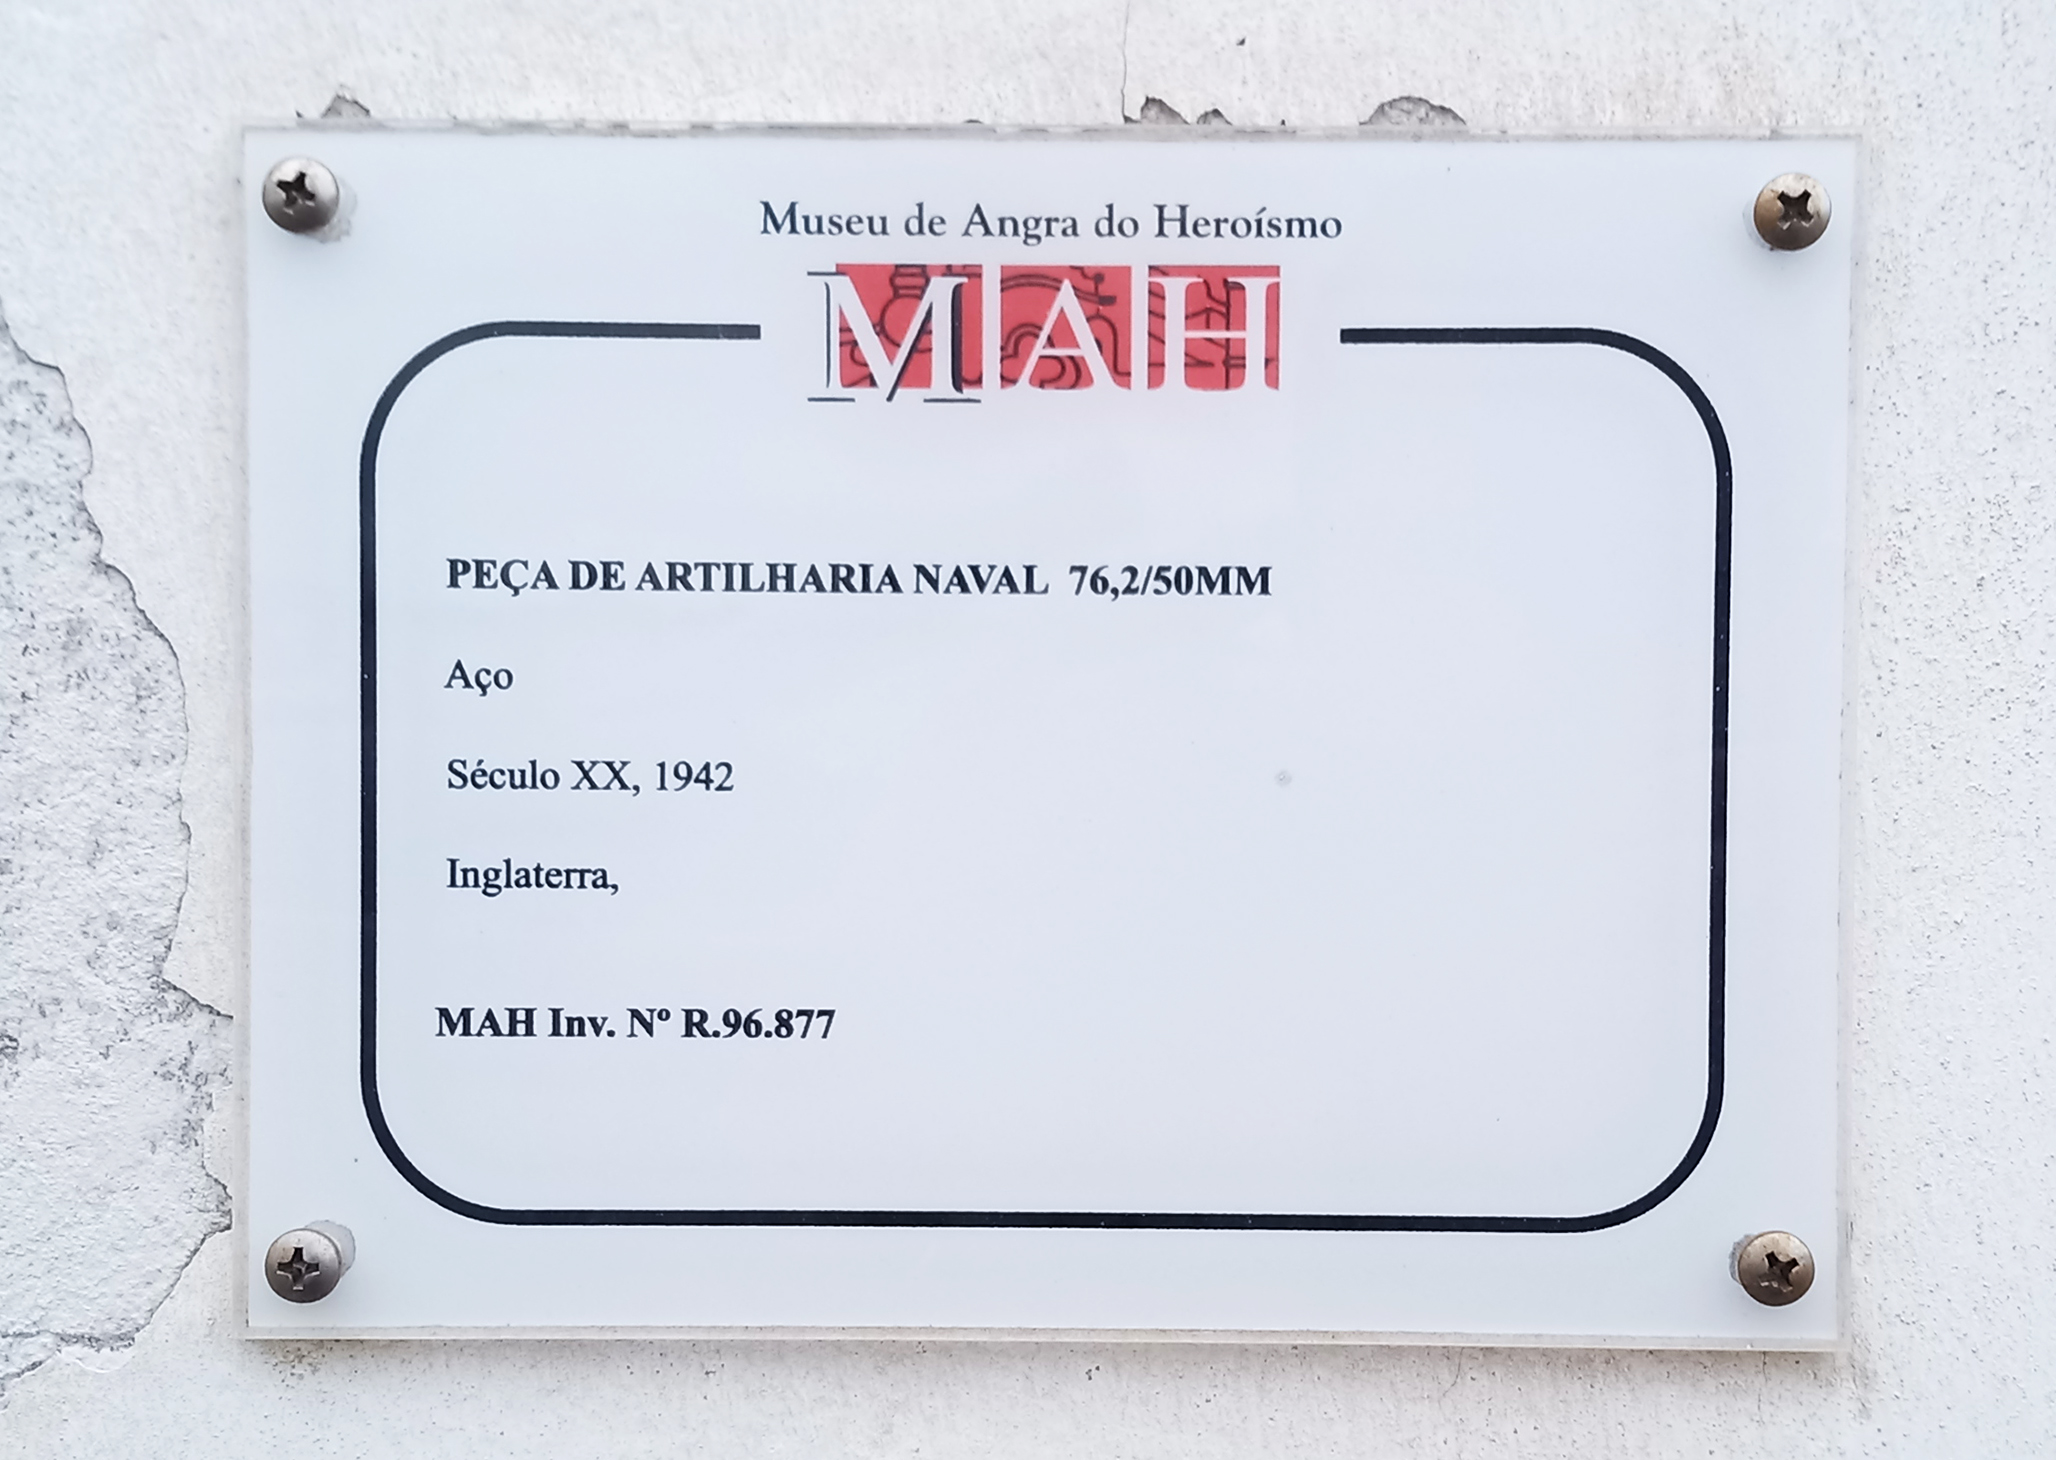 Museu de Angra do Heroísmo
MAH
PEÇA DE ARTILHARIA NAVAL 76,2/50MM
Aço
Século XX, 1942
Inglaterra,
MAH Inv. Nº R.96.877